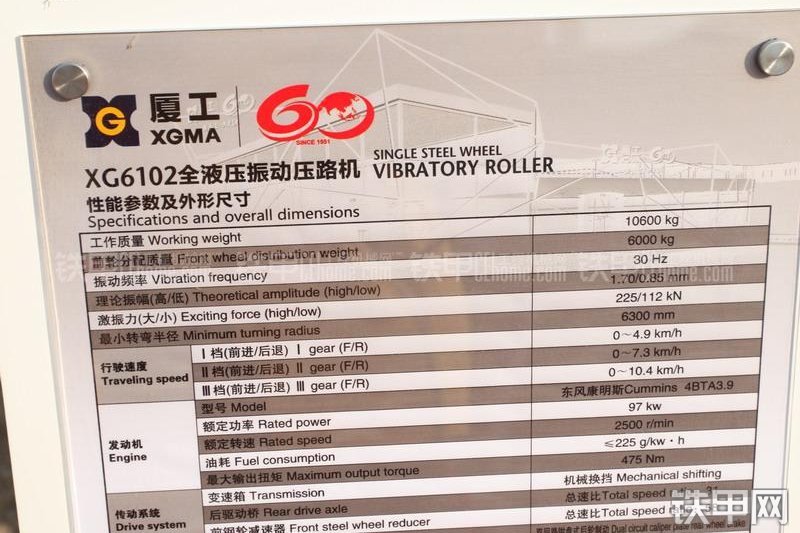 厦工
XGMA
60
SINCE 1951
XG6102全液压振动压路机 SINGLE STEEL WHEEL VIBRATORY ROLLER
性能参数及外形尺寸
Specifications and overall dimensions
工作质量 Working weight 10600 kg
前轮分配质量 Front wheel distribution weight 6000 kg
振动频率 Vibration frequency 30 Hz
理论振幅(高/低) Theoretical amplitude (high/low) 1.70/0.85 mm
激振力(大/小) Exciting force (high/low) 225/112 kN
最小转弯半径 Minimum turning radius 6300 mm
行驶速度 Traveling speed
Ⅰ档(前进/后退) Ⅰ gear (F/R) 0~4.9 km/h
Ⅱ档(前进/后退) Ⅱ gear (F/R) 0~7.3 km/h
Ⅲ档(前进/后退) Ⅲ gear (F/R) 0~10.4 km/h
发动机 Engine
型号 Model 东风康明斯Cummins 4BTA3.9
额定功率 Rated power 97 kw
额定转速 Rated speed 2500 r/min
油耗 Fuel consumption ≤225 g/kw·h
最大输出扭矩 Maximum output torque 475 Nm
传动系统 Drive system
变速箱 Transmission 机械换挡 Mechanical shifting
后驱动桥 Rear drive axle 总速比Total speed
前钢轮减速器 Front steel wheel reducer 总速比Total speed
Dual circuit caliper plate rear wheel brake
铁甲网